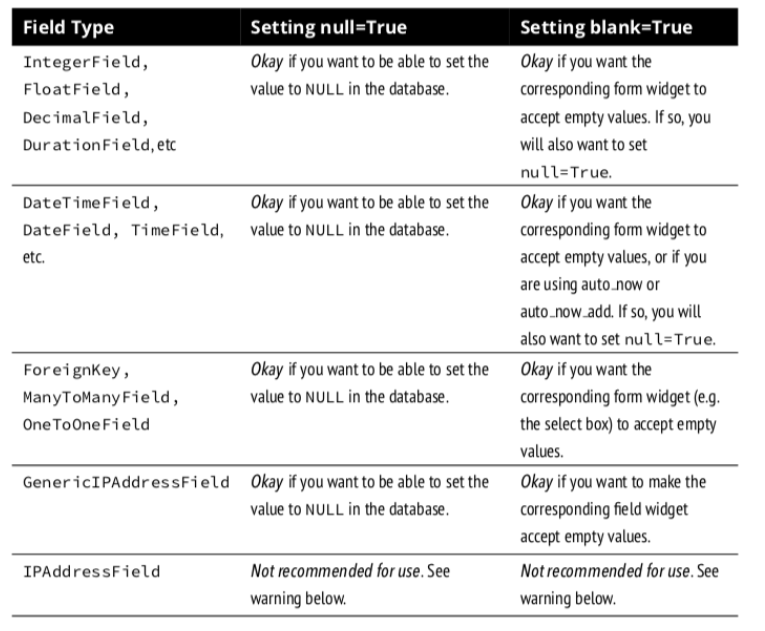 Field Type Setting null=True Setting blank=True
IntegerField,
FloatField,
DecimalField,
DurationField,etc
Okay if you want to be able to set the
value to NULL in the database.
Okay if you want the
corresponding form widget to
accept empty values. If so, you
will also want to set
null=True.
DateTimeField,
DateField, TimeField,
etc.
Okay if you want to be able to set the
value to NULL in the database.
Okay if you want the
corresponding form widget to
accept empty values, or if you
are using auto_now or
auto_now_add. If so, you will
also want to set null=True.
ForeignKey,
ManyToManyField,
OneToOneField
Okay if you want to be able to set the
value to NULL in the database.
Okay if you want the
corresponding form widget (e.g.
the select box) to accept empty
values.
GenericIPAddressField
Okay if you want to be able to set the
value to NULL in the database.
Okay if you want to make the
corresponding field widget
accept empty values.
IPAddressField
Not recommended for use. See
warning below.
Not recommended for use. See
warning below.